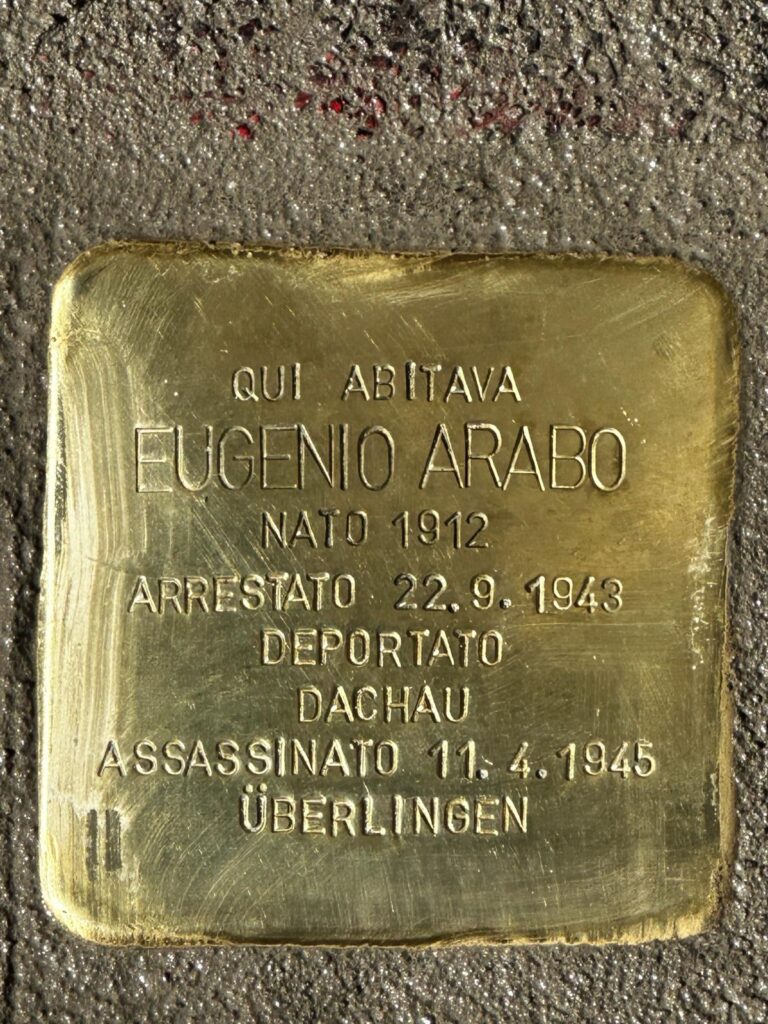 QUI ABITAVA
EUGENIO ARABO
NATO 1912
ARRESTATO 22.9.1943
DEPORTATO
DACHAU
ASSASSINATO 11.4.1945
ÜBERLINGEN